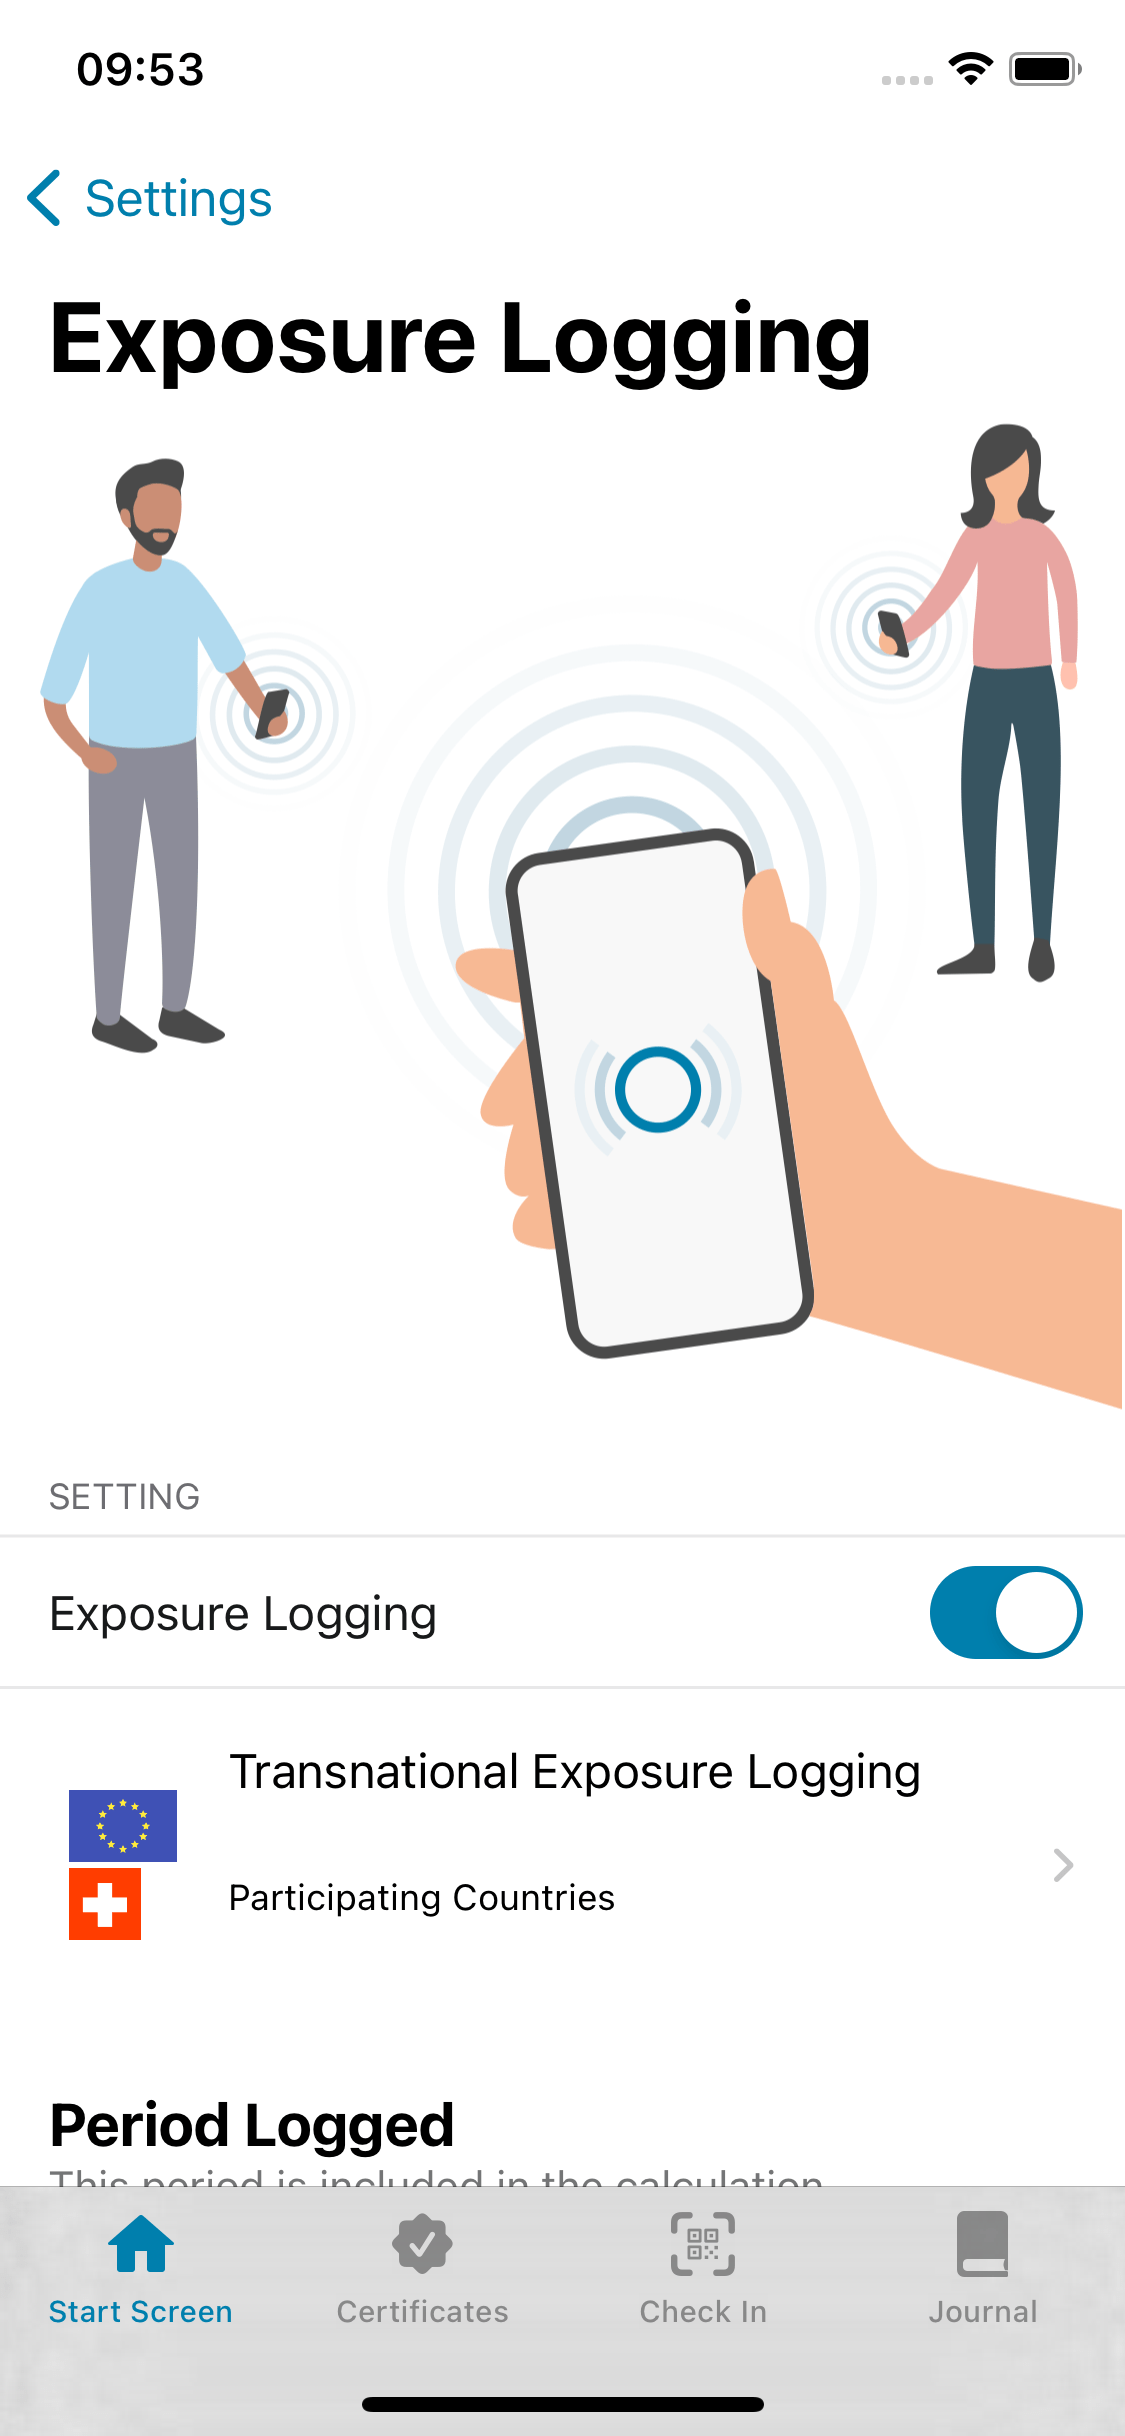 09:53
Settings
Exposure Logging
SETTING
Exposure Logging
Transnational Exposure Logging
Participating Countries
Period Logged
This period is included in the calculation
Start Screen
Certificates
Check In
Journal